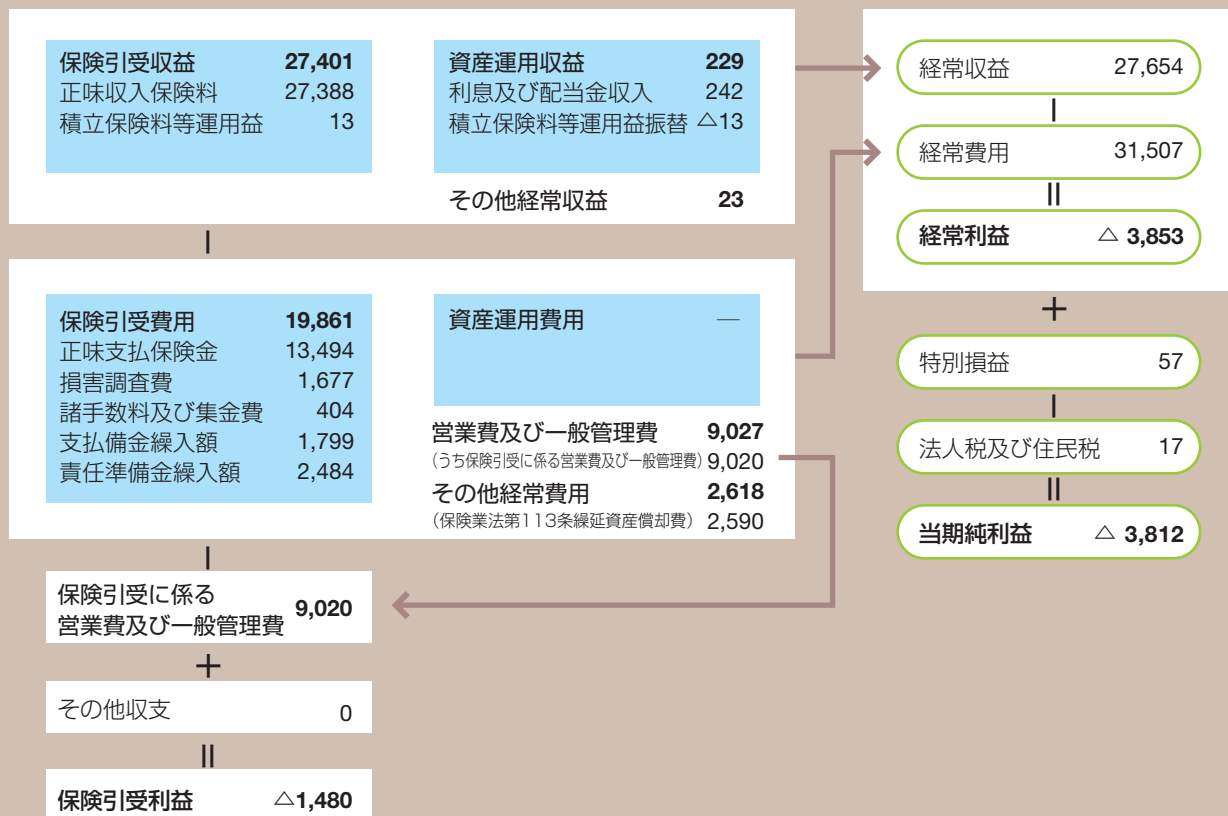 保険引受収益 27,401
正味収入保険料 27,388
積立保険料等運用益 13
資産運用収益 229
利息及び配当金収入 242
積立保険料等運用益振替 △13
その他経常収益 23
−
保険引受費用 19,861
正味支払保険金 13,494
損害調査費 1,677
諸手数料及び集金費 404
支払備金繰入額 1,799
責任準備金繰入額 2,484
資産運用費用 —
営業費及び一般管理費 9,027
(うち保険引受に係る営業費及び一般管理費) 9,020
その他経常費用 2,618
(保険業法第113条繰延資産償却費) 2,590
−
保険引受に係る
営業費及び一般管理費 9,020
+
その他収支 0
=
保険引受利益 △1,480
経常収益 27,654
−
経常費用 31,507
=
経常利益 △ 3,853
+
特別損益 57
−
法人税及び住民税 17
=
当期純利益 △ 3,812